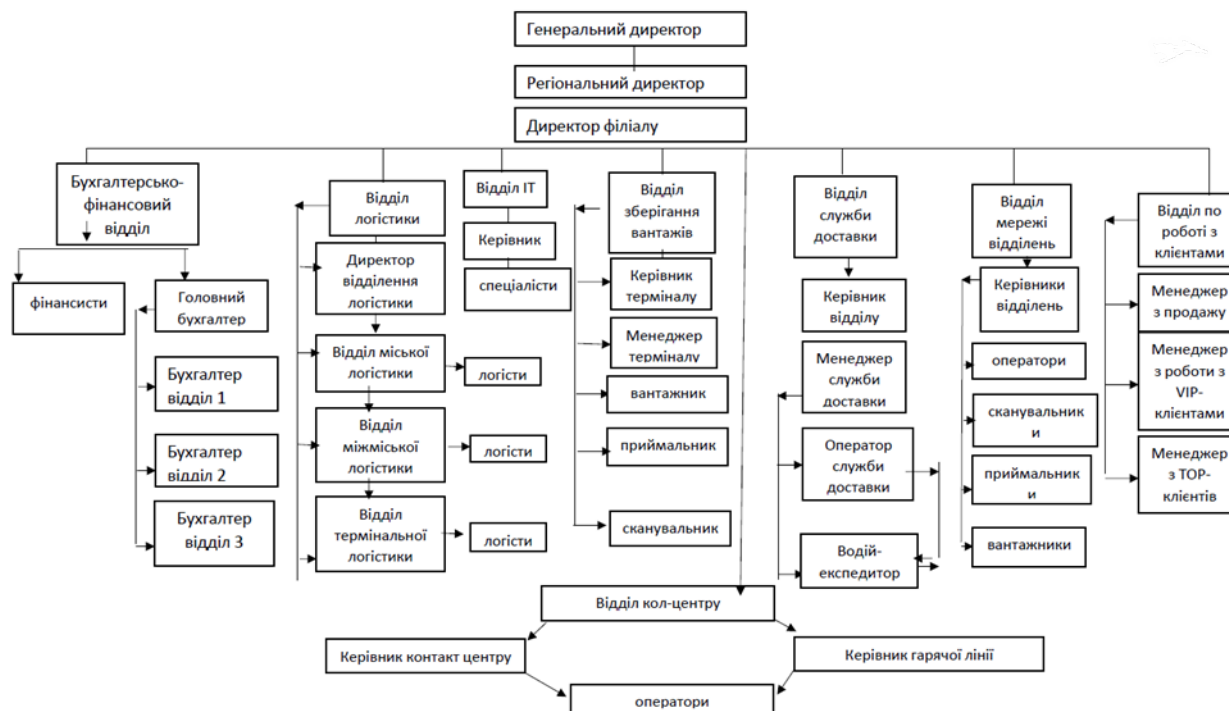 Генеральний директор
Регіональний директор
Директор філіалу
Бухгалтерсько-
фінансовий
відділ
фінансисти
Головний
бухгалтер
Бухгалтер
відділ 1
Бухгалтер
відділ 2
Бухгалтер
відділ 3
Відділ
логістики
Директор
відділення
логістики
Відділ міської
логістики
логісти
Відділ
міжміської
логістики
логісти
Відділ
термінальної
логістики
логісти
Відділ ІТ
Керівник
спеціалісти
Відділ
зберігання
вантажів
Керівник
терміналу
Менеджер
терміналу
вантажник
приймальник
сканувальник
Відділ
служби
доставки
Керівник
відділу
Менеджер
служби
доставки
Оператор
служби
доставки
Водій-
експедитор
Відділ
мережі
відділень
Керівники
відділень
оператори
сканувальник
и
приймальник
и
вантажники
Відділ по
роботі з
клієнтами
Менеджер
з продажу
Менеджер
з роботи з
VIP-
клієнтами
Менеджер
з TOP-
клієнтів
Відділ кол-центру
Керівник контакт центру
Керівник гарячої лінії
оператори